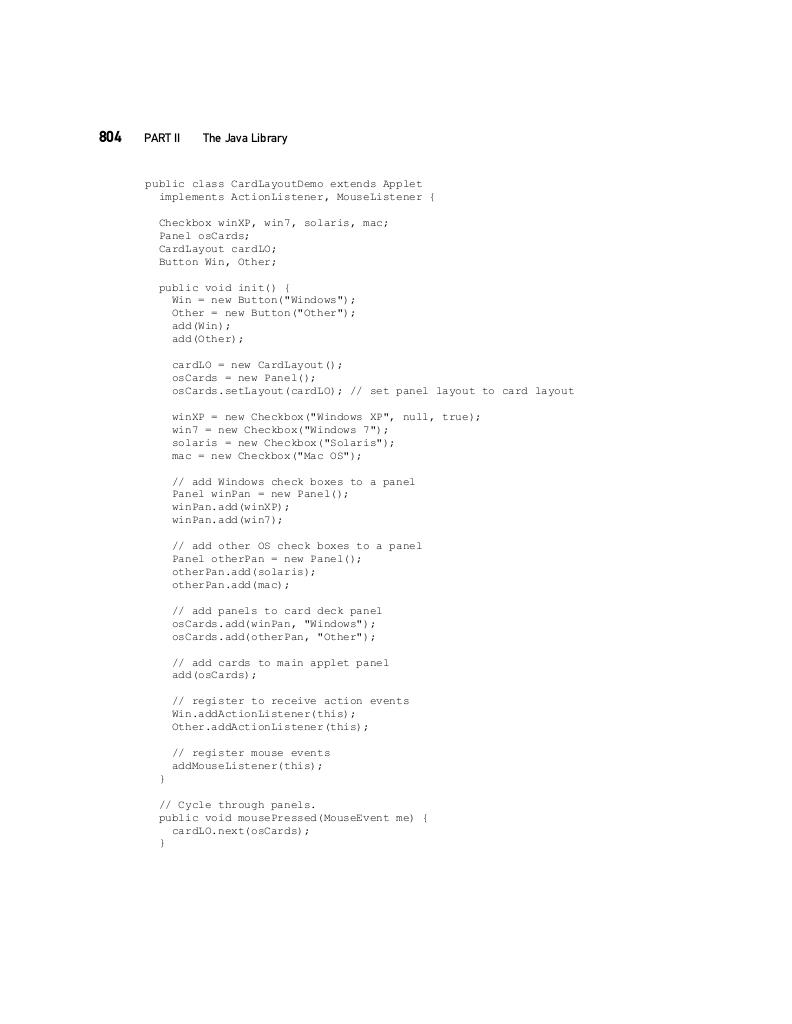 804 PART II The Java Library
public class CardLayoutDemo extends Applet
  implements ActionListener, MouseListener {

  Checkbox winXP, win7, solaris, mac;
  Panel osCards;
  CardLayout cardLO;
  Button Win, Other;

  public void init() {
    Win = new Button("Windows");
    Other = new Button("Other");
    add(Win);
    add(Other);

    cardLO = new CardLayout();
    osCards = new Panel();
    osCards.setLayout(cardLO); // set panel layout to card layout

    winXP = new Checkbox("Windows XP", null, true);
    win7 = new Checkbox("Windows 7");
    solaris = new Checkbox("Solaris");
    mac = new Checkbox("Mac OS");

    // add Windows check boxes to a panel
    Panel winPan = new Panel();
    winPan.add(winXP);
    winPan.add(win7);

    // add other OS check boxes to a panel
    Panel otherPan = new Panel();
    otherPan.add(solaris);
    otherPan.add(mac);

    // add panels to card deck panel
    osCards.add(winPan, "Windows");
    osCards.add(otherPan, "Other");

    // add cards to main applet panel
    add(osCards);

    // register to receive action events
    Win.addActionListener(this);
    Other.addActionListener(this);

    // register mouse events
    addMouseListener(this);
  }

  // Cycle through panels.
  public void mousePressed(MouseEvent me) {
    cardLO.next(osCards);
  }